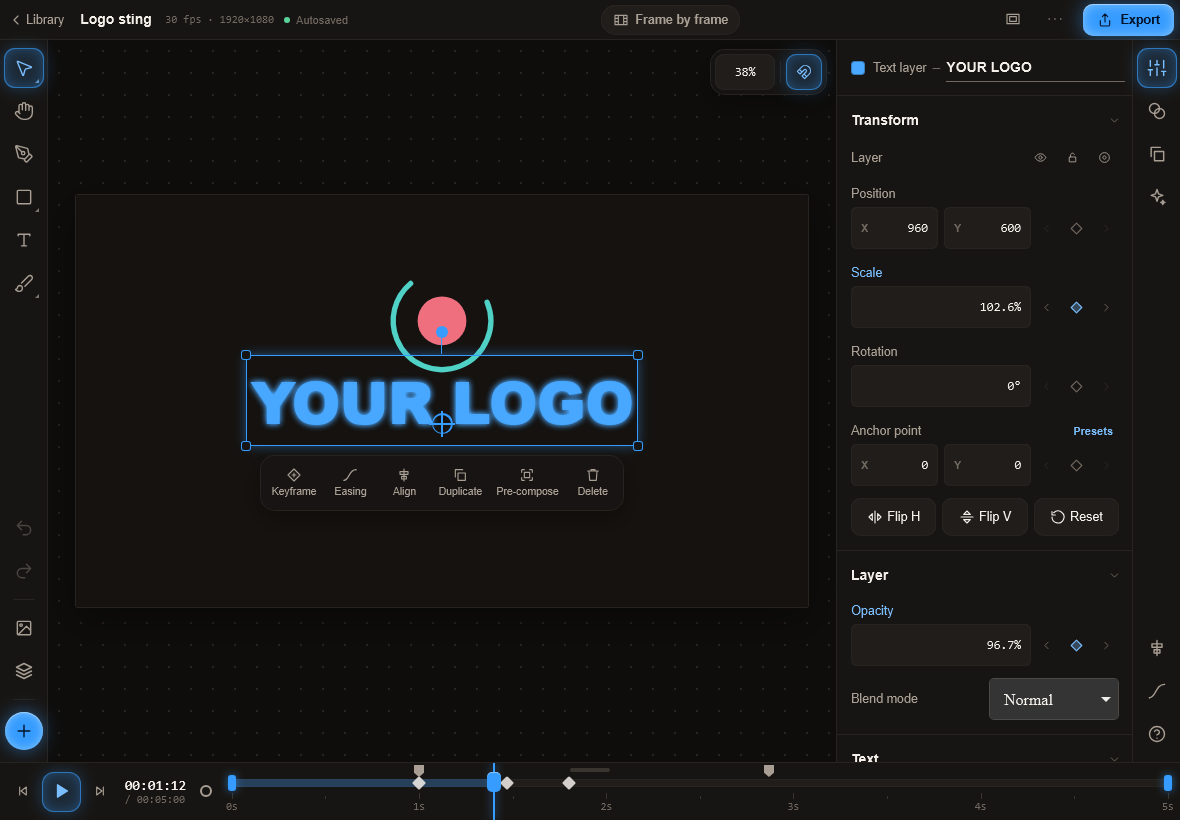 Library
Logo sting
30 fps · 1920×1080
Autosaved
Frame by frame
Export
38%
Text layer – YOUR LOGO
Transform
Layer
Position
X 960
Y 600
Scale
102.6%
Rotation
0°
Anchor point
Presets
X 0
Y 0
Flip H
Flip V
Reset
Layer
Opacity
96.7%
Blend mode
Normal
Text
YOUR LOGO
Keyframe
Easing
Align
Duplicate
Pre-compose
Delete
00:01:12
/ 00:05:00
0s
1s
2s
3s
4s
5s